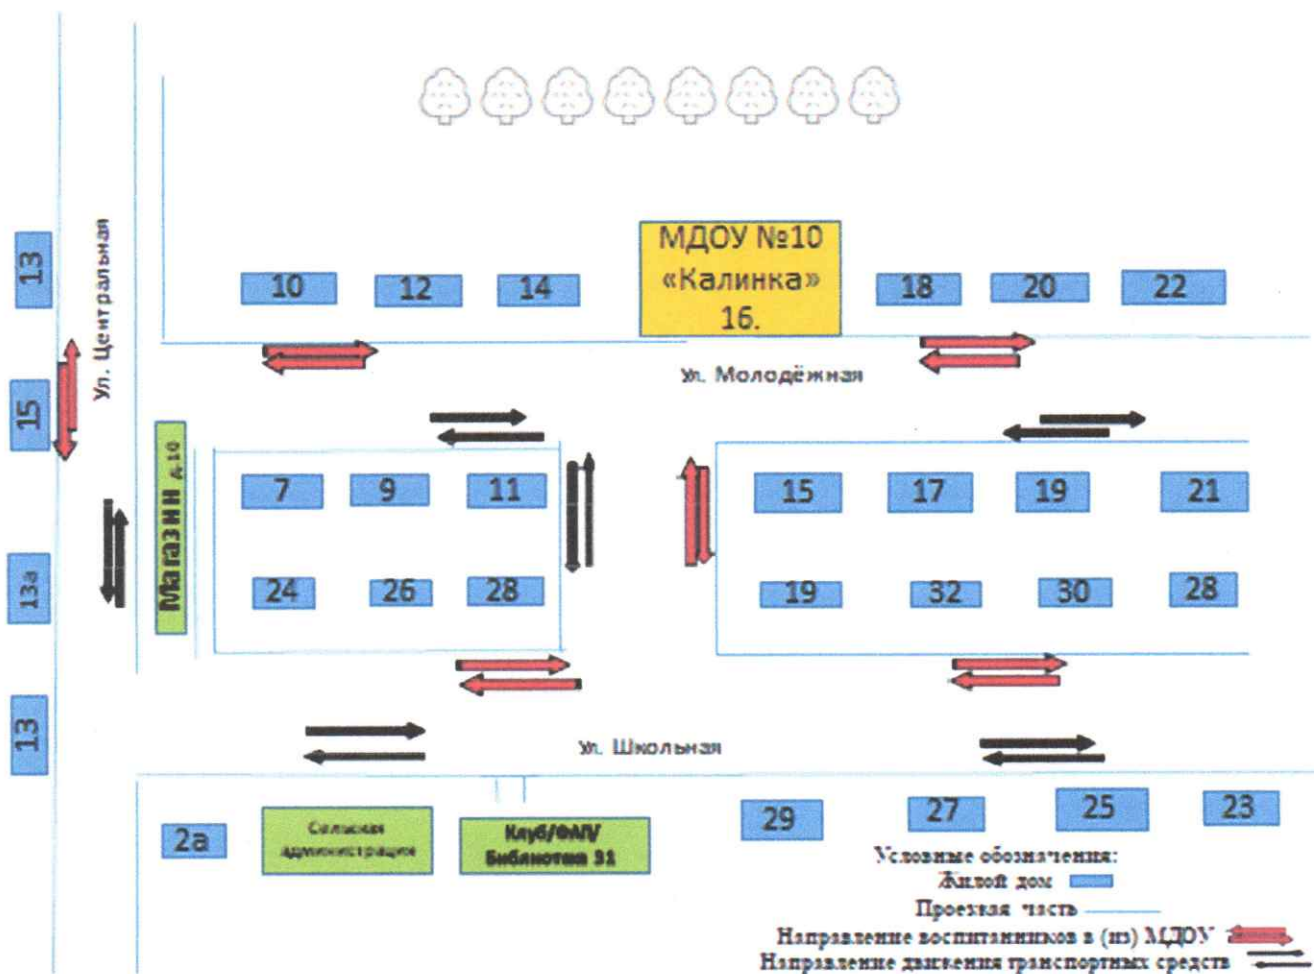 МДОУ №10
«Калинка»
16.
10
12
14
18
20
22
13
Ул. Центральная
Ул. Молодёжная
15
Магазин д.10
7
9
11
15
17
19
21
13а
24
26
28
19
32
30
28
13
Ул. Школьная
2а
Сельская
администрация
Клуб/ФАП/
Библиотека 31
29
27
25
23
Условные обозначения:
Жилой дом
Проезжая часть
Направление воспитанников в (из) МДОУ
Направление движения транспортных средств